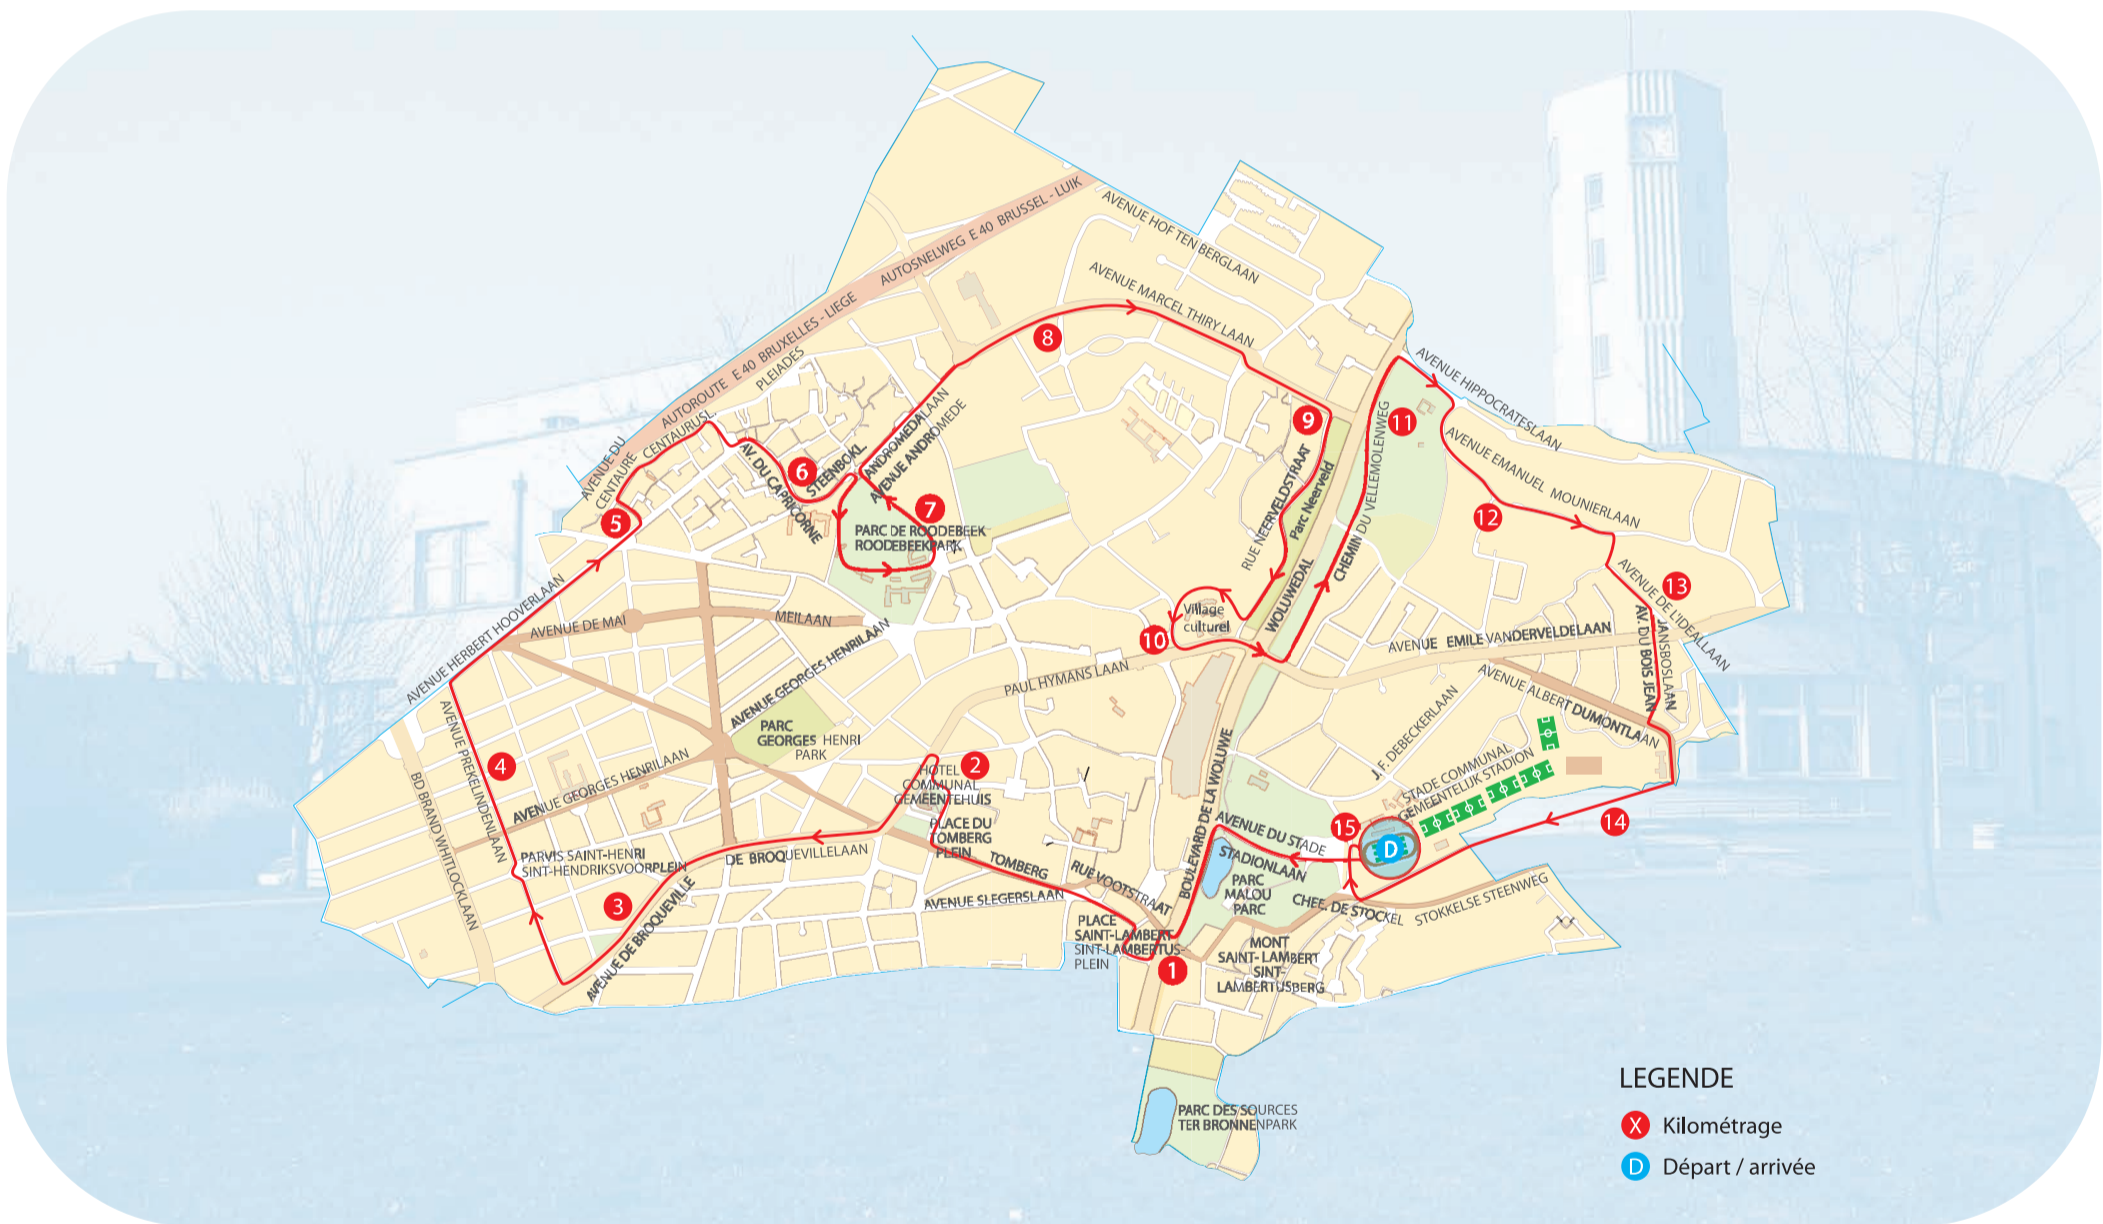 AVENUE HOF TEN BERGLAAN
AUTOSNELWEG E 40 BRUSSEL - LUIK
AVENUE MARCEL THIRY LAAN
AUTOROUTE E 40 BRUXELLES - LIEGE
8
PLEIADES
AVENUE HIPPOCRATESLAAN
ANDROMEDALAAN
AVENUE ANDROMEDE
CENTAURUSL.
AVENUE DU
CENTAURE
9
11
CHEMIN DU VELLEMOLENWEG
AVENUE EMANUEL MOUNIERLAAN
6
STEENBOKL.
AV. DU CAPRICORNE
RUE NEERVELDSTRAAT
Parc Neerveld
7
5
12
PARC DE ROODEBEEK
ROODEBEEKPARK
WOLUWEDAL
AVENUE DE L'IDEALLAAN
13
AVENUE HERBERT HOOVERLAAN
AVENUE DE MAI
MEILAAN
Village
culturel
10
AV. DU BOIS JEAN
JANSBOSLAAN
AVENUE EMILE VANDERVELDELAAN
AVENUE GEORGES HENRILAAN
PAUL HYMANS LAAN
AVENUE ALBERT DUMONTLAAN
J.F. DEBECKERLAAN
PARC
GEORGES HENRI
PARK
AVENUE PREKELINDENLAAN
4
BD BRAND WHITLOCKLAAN
AVENUE GEORGES HENRILAAN
2
HOTEL
COMMUNAL
GEMEENTEHUIS
PLACE DU
TOMBERG
PLEIN
BOULEVARD DE LA WOLUWE
STADE COMMUNAL
GEMEENTELIJK STADION
15
14
D
AVENUE DU STADE
STADIONLAAN
PARVIS SAINT-HENRI
SINT-HENDRIKSVOORPLEIN
DE BROQUEVILLELAAN
TOMBERG
RUE VOOTSTRAAT
AVENUE SLEGERSLAAN
PARC
MALOU
PARC
CHEE. DE STOCKEL
STOKKELSE STEENWEG
3
AVENUE DE BROQUEVILLE
PLACE
SAINT-LAMBERT
SINT-LAMBERTUS-
PLEIN
1
MONT
SAINT- LAMBERT
SINT-
LAMBERTUSBERG
PARC DES SOURCES
TER BRONNENPARK
LEGENDE
X Kilométrage
D Départ / arrivée